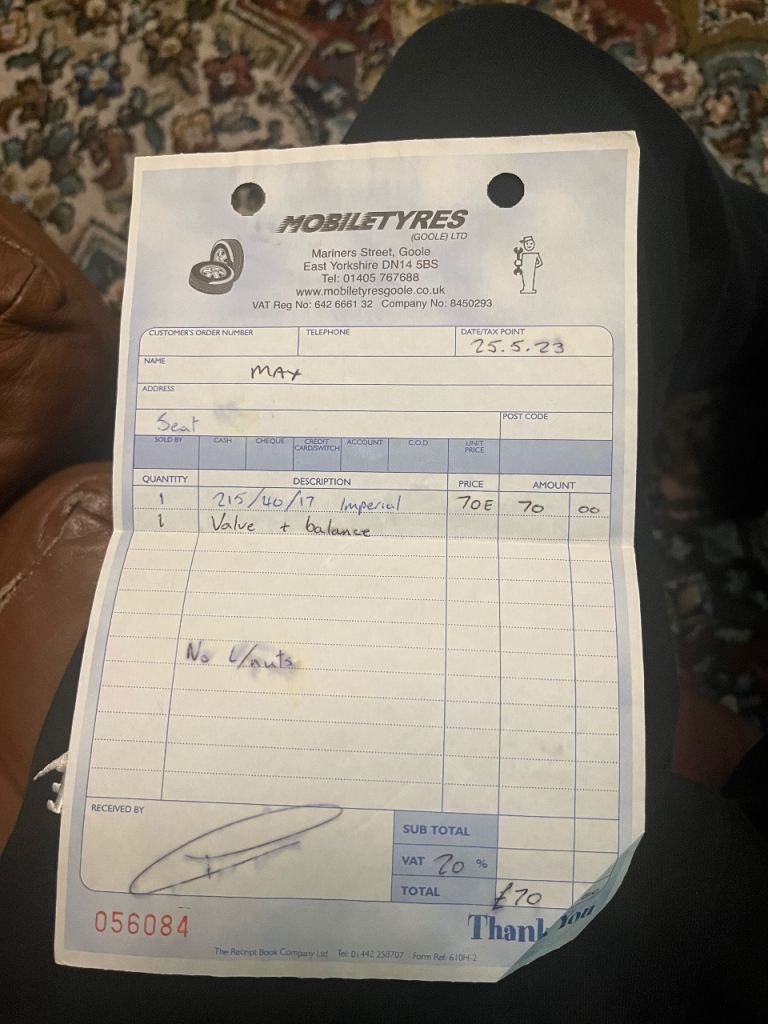 MOBILETYRES
(GOOLE) LTD
Mariners Street, Goole
East Yorkshire DN14 5BS
Tel: 01405 767688
www.mobiletyresgoole.co.uk
VAT Reg No: 642 6661 32 Company No: 8450293
CUSTOMER'S ORDER NUMBER TELEPHONE DATE/TAX POINT
25.5.23
NAME
MAX
ADDRESS
Seat POST CODE
SOLD BY CASH CHEQUE CREDIT CARD/SWITCH ACCOUNT C.O.D. UNIT PRICE
QUANTITY DESCRIPTION PRICE AMOUNT
1 215/40/17 Imperial 70E 70 00
1 Valve + balance
No L/nuts
RECEIVED BY
SUB TOTAL
VAT 20 %
TOTAL £70
056084
Thank You
The Receipt Book Company Ltd Tel: 01442 258707 Form Ref: 610H-2